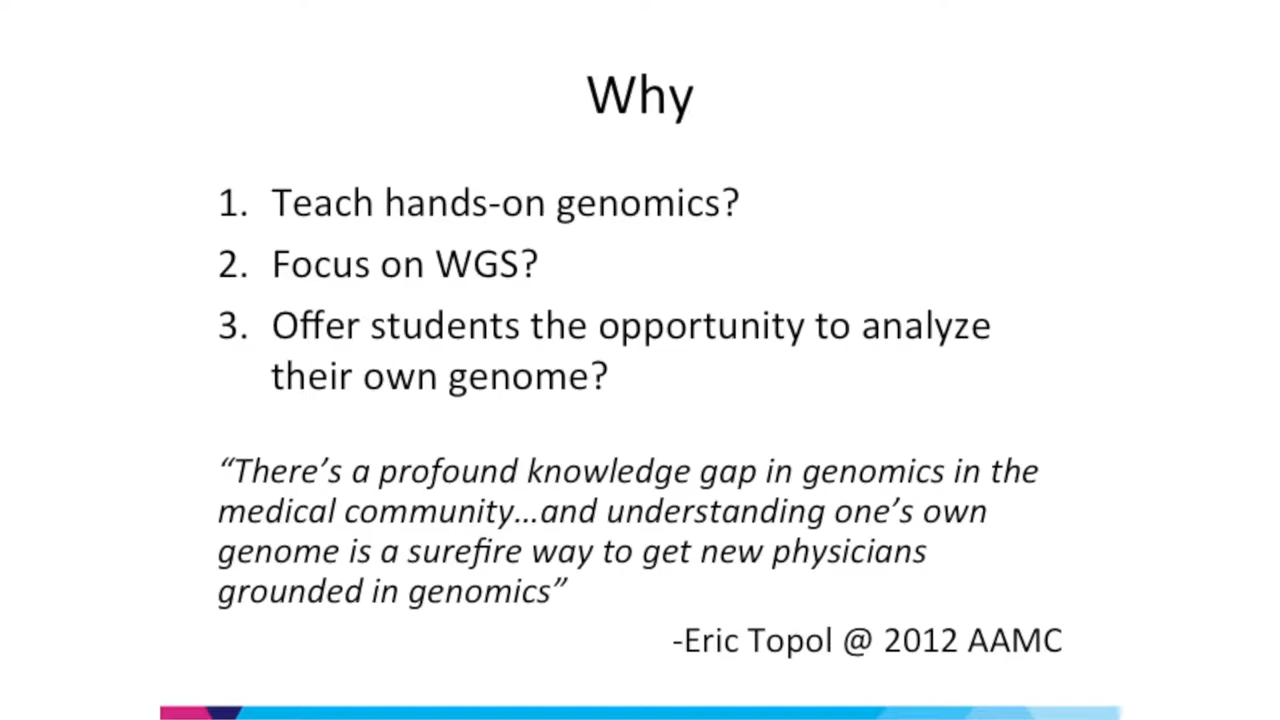 Why
1. Teach hands-on genomics?
2. Focus on WGS?
3. Offer students the opportunity to analyze
their own genome?
“There’s a profound knowledge gap in genomics in the
medical community…and understanding one’s own
genome is a surefire way to get new physicians
grounded in genomics”
-Eric Topol @ 2012 AAMC